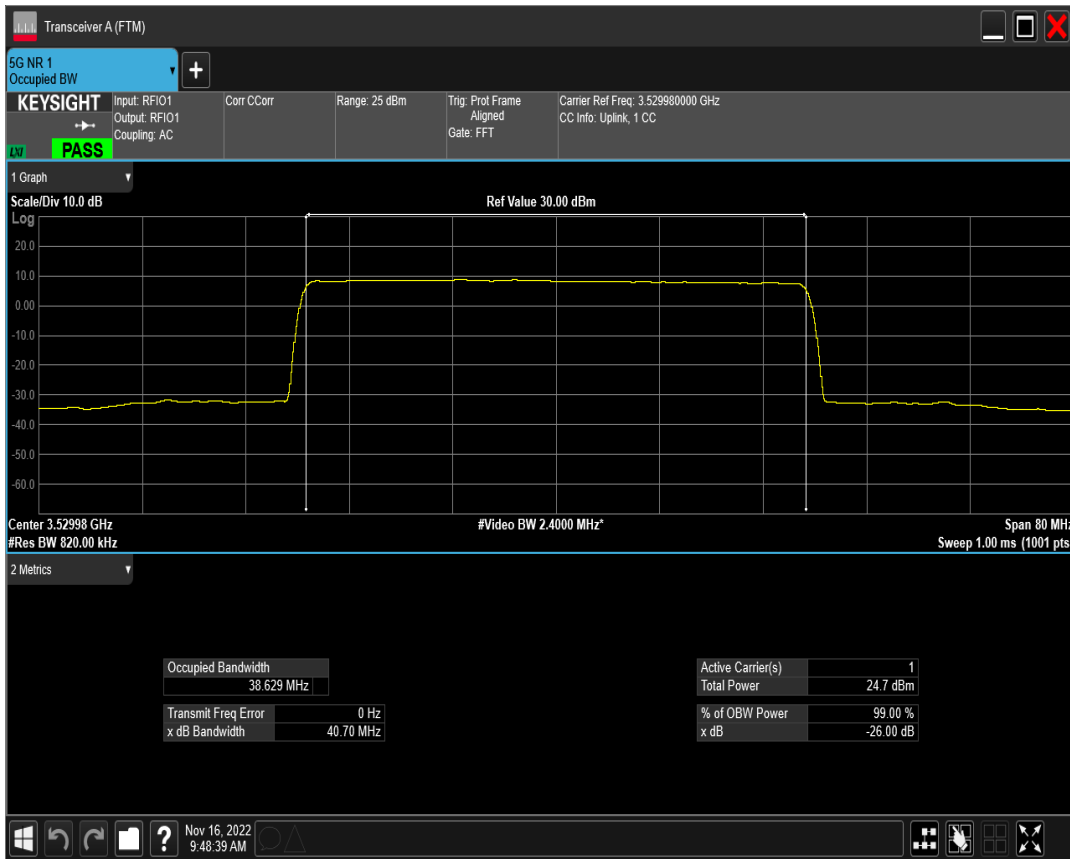 Transceiver A (FTM)
5G NR 1
Occupied BW
+
KEYSIGHT
LXI
PASS
Input: RFIO1
Output: RFIO1
Coupling: AC
Corr CCorr
Range: 25 dBm
Trig: Prot Frame
Aligned
Gate: FFT
Carrier Ref Freq: 3.529980000 GHz
CC Info: Uplink, 1 CC
1 Graph
Scale/Div 10.0 dB
Ref Value 30.00 dBm
Log
20.0
10.0
0.00
-10.0
-20.0
-30.0
-40.0
-50.0
-60.0
Center 3.52998 GHz
#Video BW 2.4000 MHz*
Span 80 MHz
#Res BW 820.00 kHz
Sweep 1.00 ms (1001 pts
2 Metrics
Occupied Bandwidth
38.629 MHz
Transmit Freq Error 0 Hz
x dB Bandwidth 40.70 MHz
Active Carrier(s) 1
Total Power 24.7 dBm
% of OBW Power 99.00 %
x dB -26.00 dB
?
Nov 16, 2022
9:48:39 AM